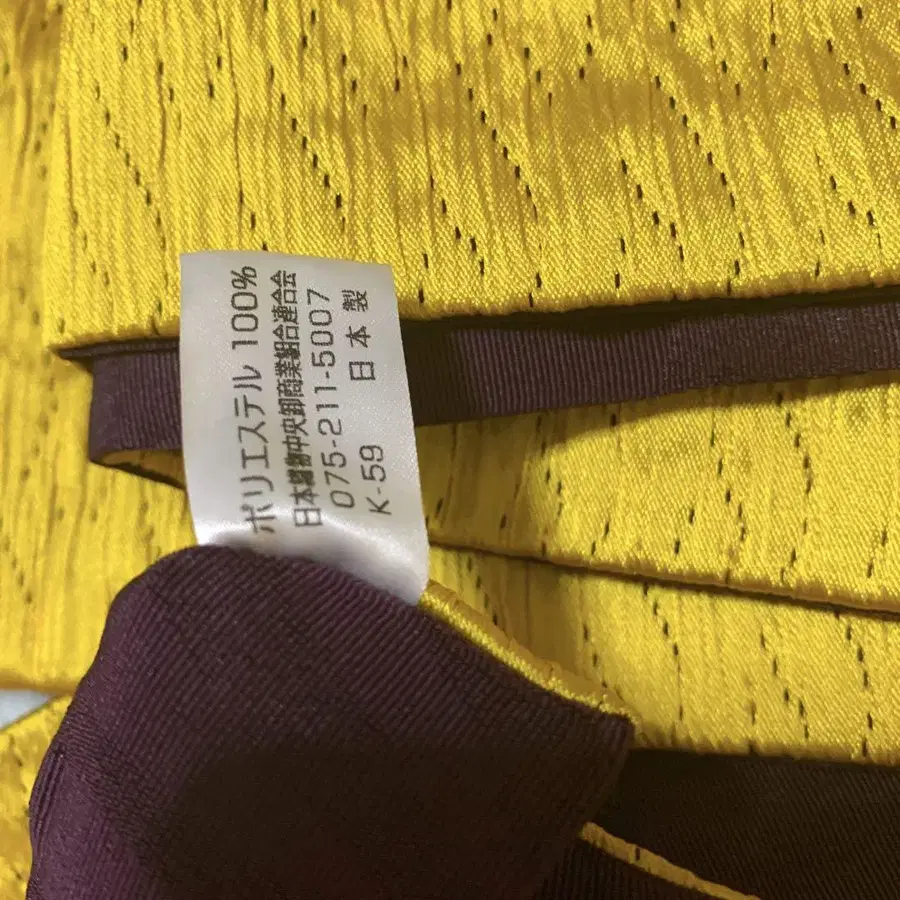 ポリエステル 100%
日本織物中央卸商業組合連合会
075-211-5007
K-59 日本製